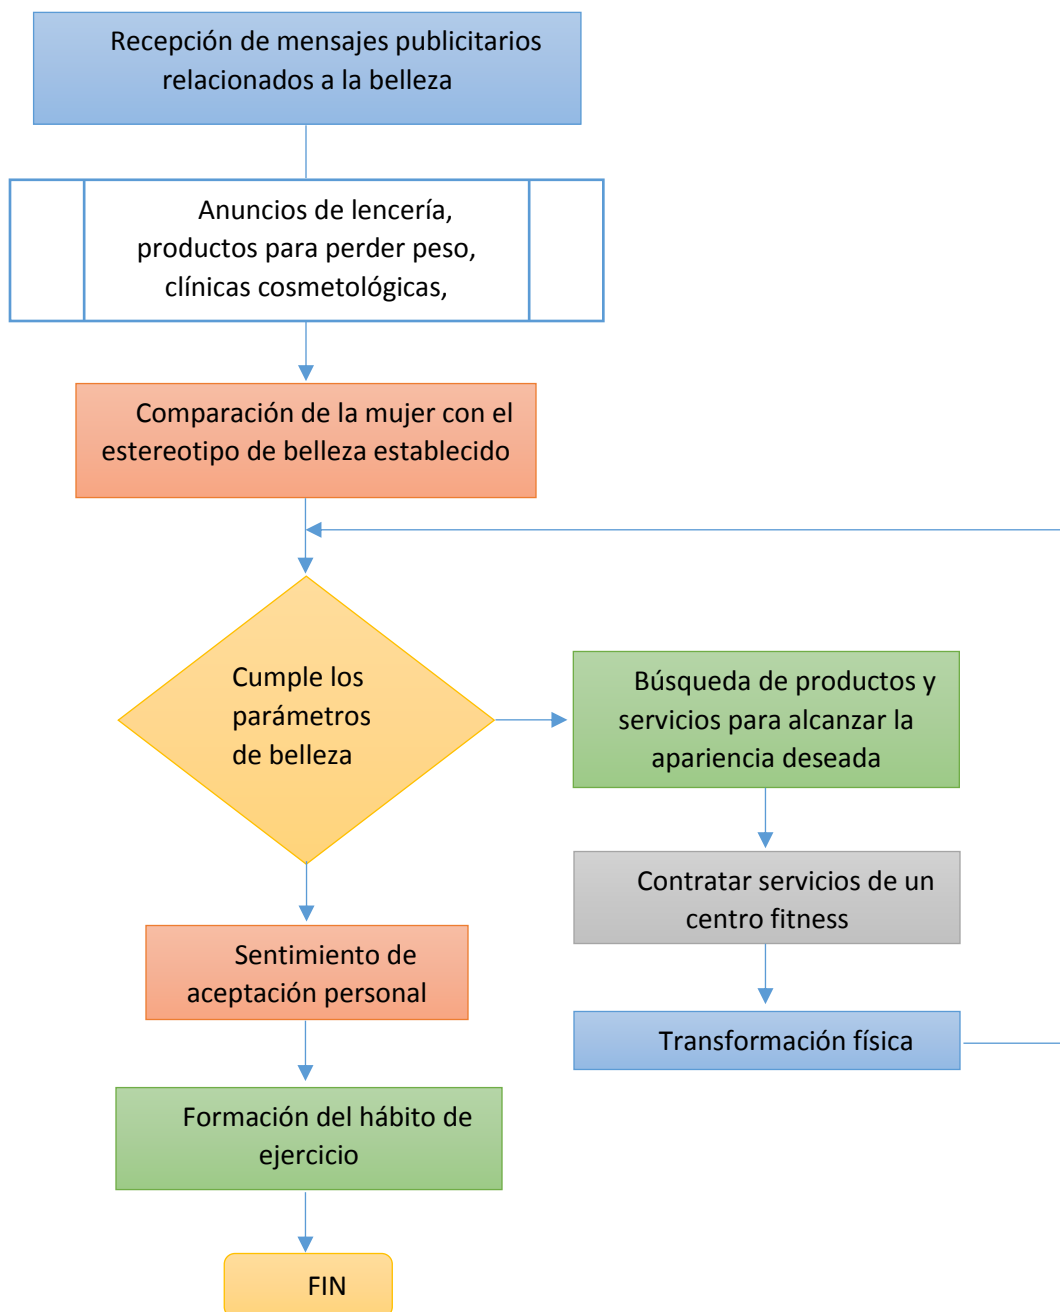 Recepción de mensajes publicitarios
relacionados a la belleza
Anuncios de lencería,
productos para perder peso,
clínicas cosmetológicas,
Comparación de la mujer con el
estereotipo de belleza establecido
Cumple los
parámetros
de belleza
Búsqueda de productos y
servicios para alcanzar la
apariencia deseada
Contratar servicios de un
centro fitness
Transformación física
Sentimiento de
aceptación personal
Formación del hábito de
ejercicio
FIN